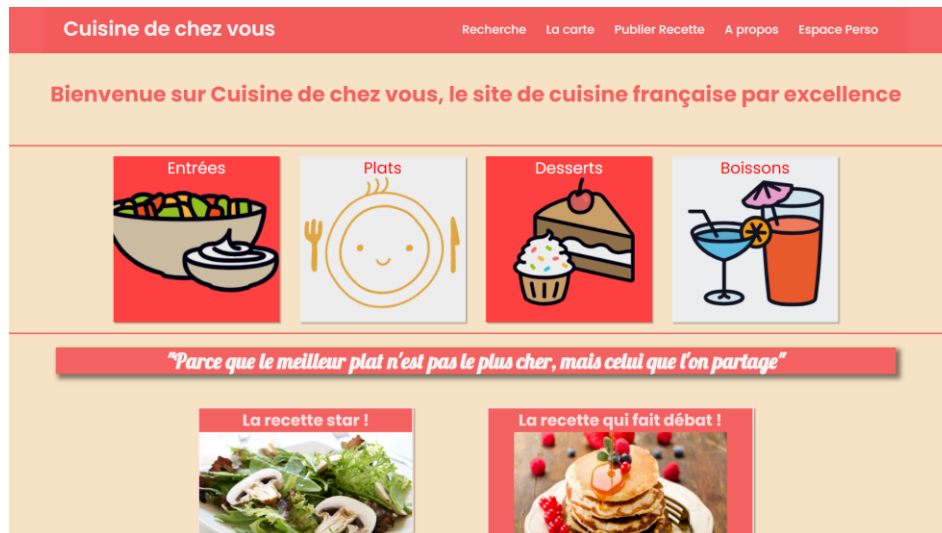 Cuisine de chez vous
Recherche La carte Publier Recette A propos Espace Perso
Bienvenue sur Cuisine de chez vous, le site de cuisine française par excellence
Entrées
Plats
Desserts
Boissons
"Parce que le meilleur plat n'est pas le plus cher, mais celui que l'on partage"
La recette star !
La recette qui fait débat !